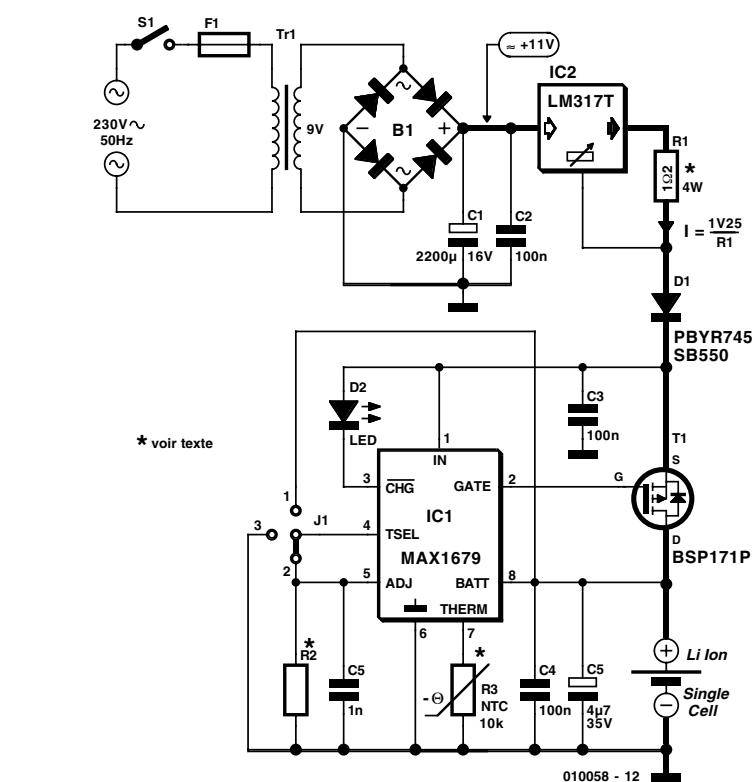 S1
F1
Tr1
≈ +11V
IC2
LM317T
230V~
50Hz
9V
B1
R1
1Ω2
*
4W
C1
2200µ 16V
C2
100n
I = 1V25
R1
D1
PBYR745
SB550
D2
LED
C3
100n
* voir texte
T1
S
G
D
BSP171P
1
IN
3
CHG
GATE
2
IC1
1
J1
3
4
TSEL
MAX1679
2
5
ADJ
BATT
8
THERM
6
7
*
R2
C5
1n
*
-Θ
R3
NTC
10k
C4
100n
C5
4µ7
35V
+
Li Ion
Single
Cell
−
010058 - 12